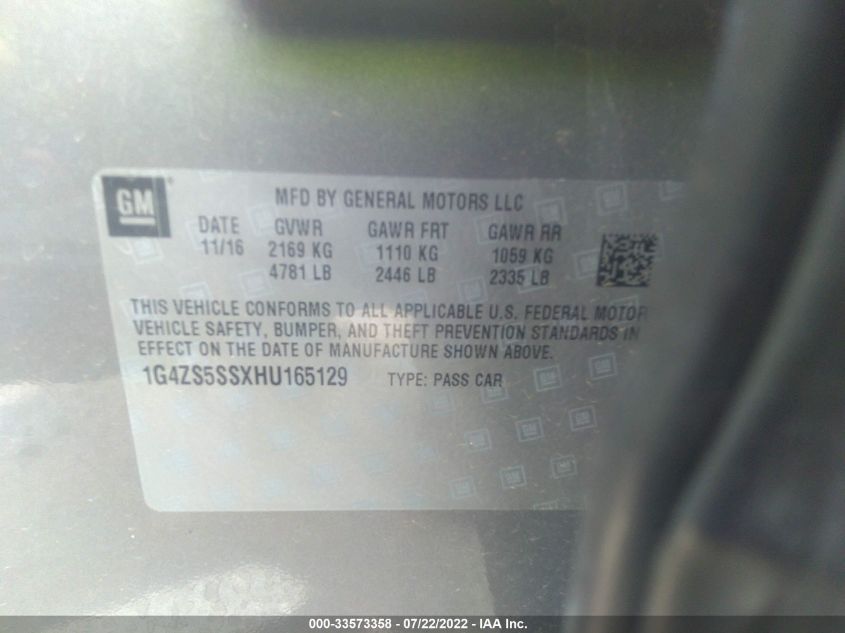 GM
MFD BY GENERAL MOTORS LLC
DATE GVWR GAWR FRT GAWR RR
11/16 2169 KG 1110 KG 1059 KG
4781 LB 2446 LB 2335 LB
THIS VEHICLE CONFORMS TO ALL APPLICABLE U.S. FEDERAL MOTOR
VEHICLE SAFETY, BUMPER, AND THEFT PREVENTION STANDARDS IN
EFFECT ON THE DATE OF MANUFACTURE SHOWN ABOVE.
1G4ZS5SSXHU165129 TYPE: PASS CAR
000-33573358 - 07/22/2022 - IAA Inc.